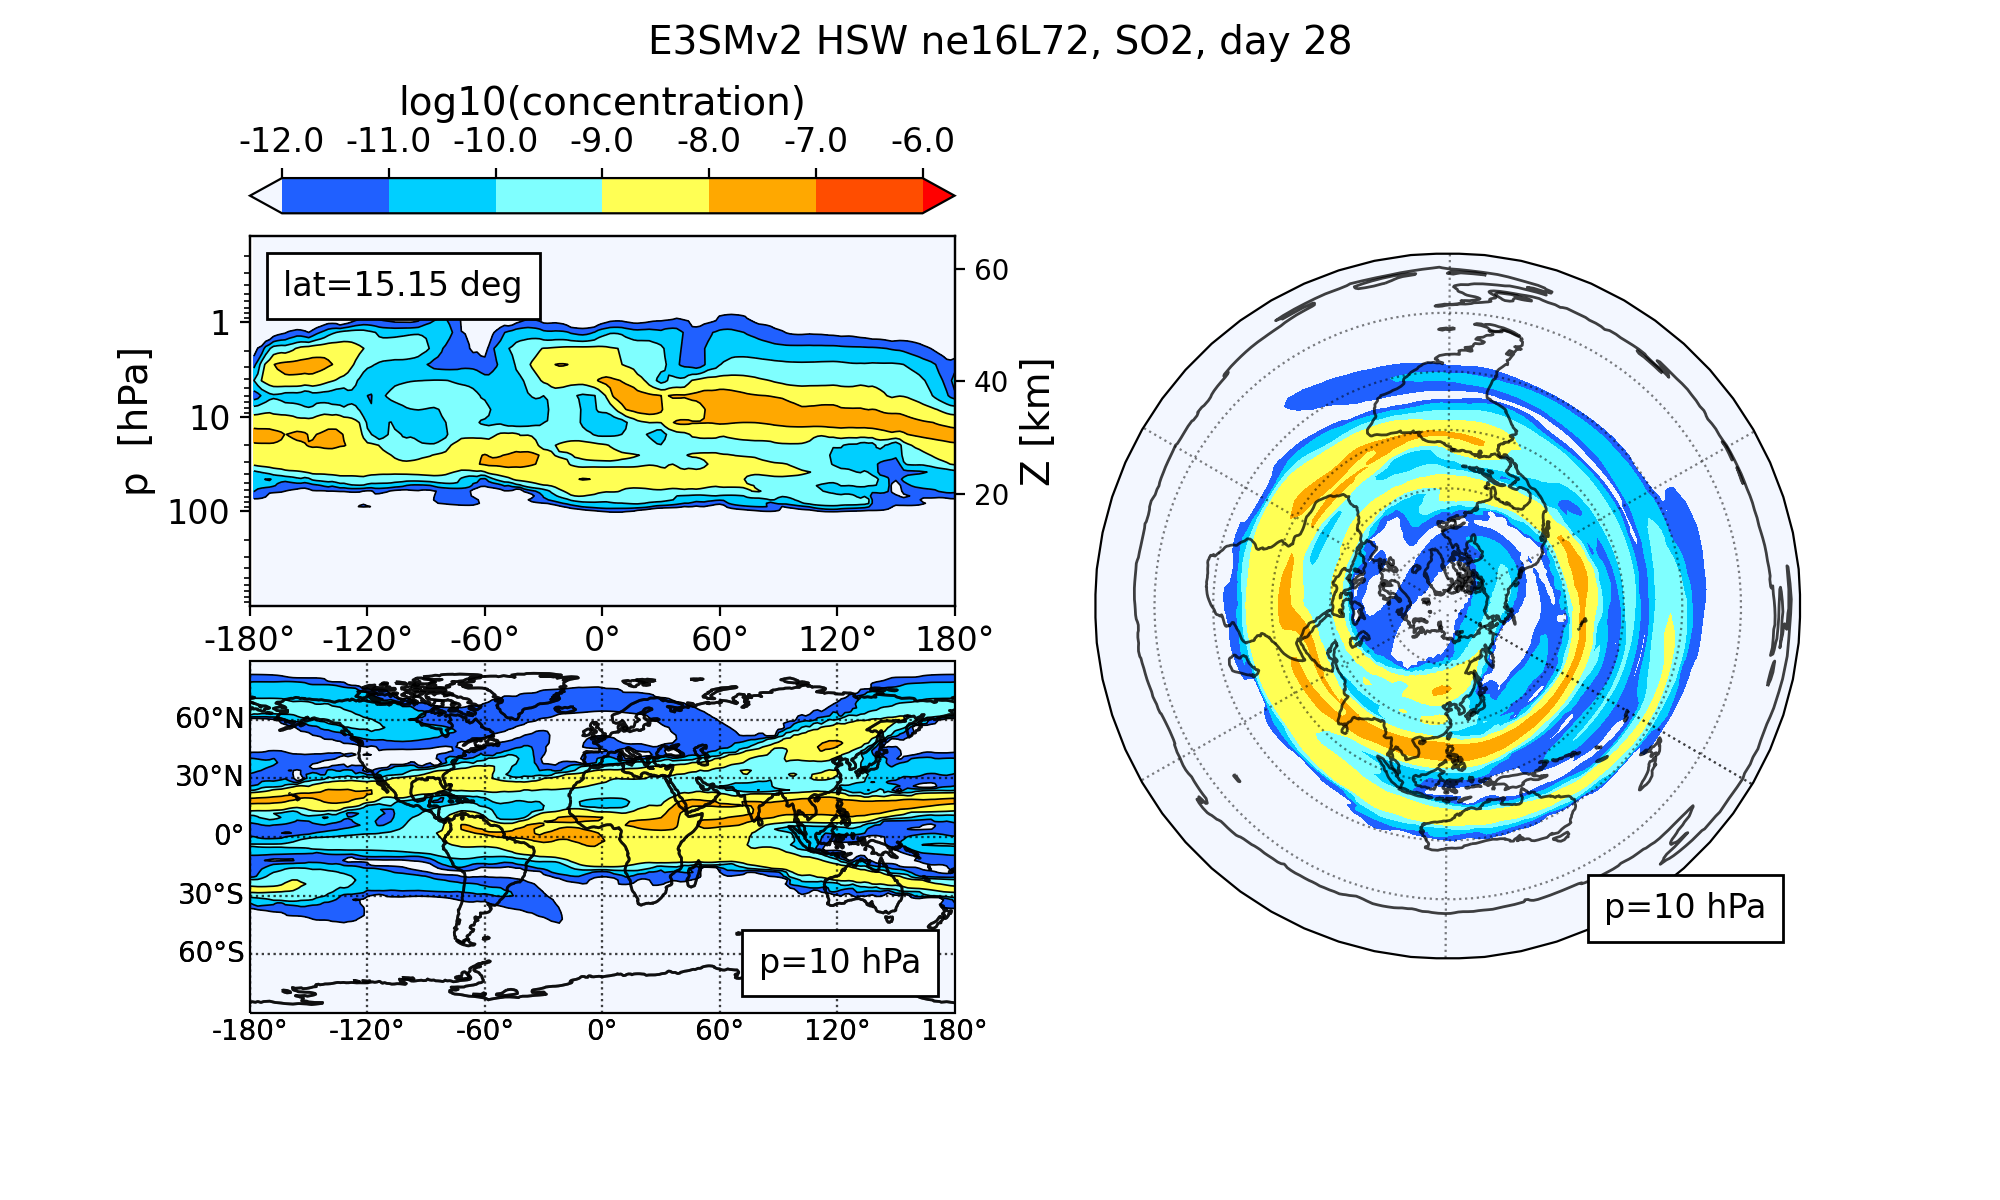 E3SMv2 HSW ne16L72, SO2, day 28
log10(concentration)
-12.0 -11.0 -10.0 -9.0 -8.0 -7.0 -6.0
lat=15.15 deg
p [hPa]
1
10
100
Z [km]
60
40
20
-180° -120° -60° 0° 60° 120° 180°
60°N
30°N
0°
30°S
60°S
p=10 hPa
-180° -120° -60° 0° 60° 120° 180°
p=10 hPa